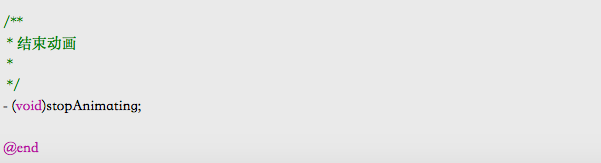 /**
 * 结束动画
 *
 */
- (void)stopAnimating;

@end